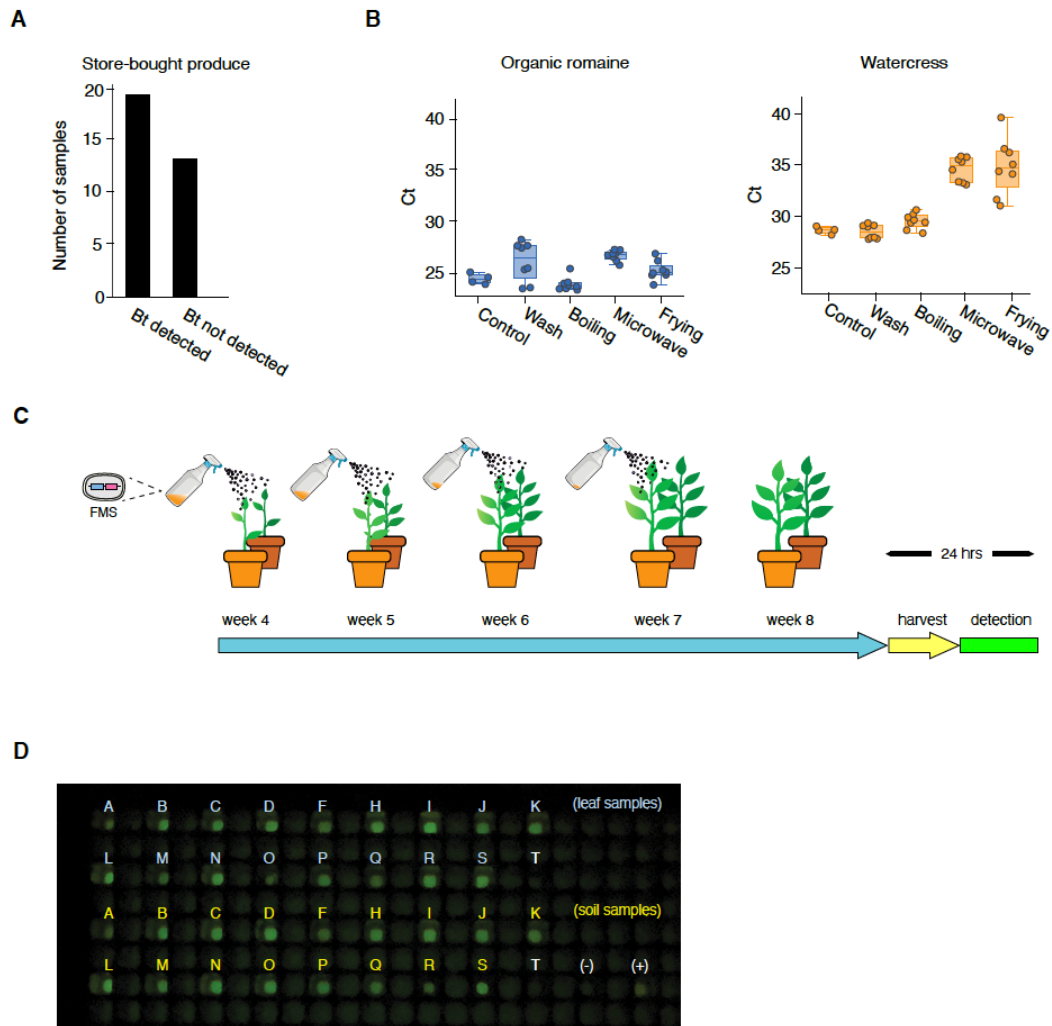 A
B
Store-bought produce
Number of samples
20
15
10
5
0
Bt detected
Bt not detected
Organic romaine
Ct
40
35
30
25
Control
Wash
Boiling
Microwave
Frying
Watercress
Ct
40
35
30
25
Control
Wash
Boiling
Microwave
Frying
C
FMS
24 hrs
week 4 week 5 week 6 week 7 week 8 harvest detection
D
A B C D F H I J K (leaf samples)
L M N O P Q R S T
A B C D F H I J K (soil samples)
L M N O P Q R S T (-) (+)